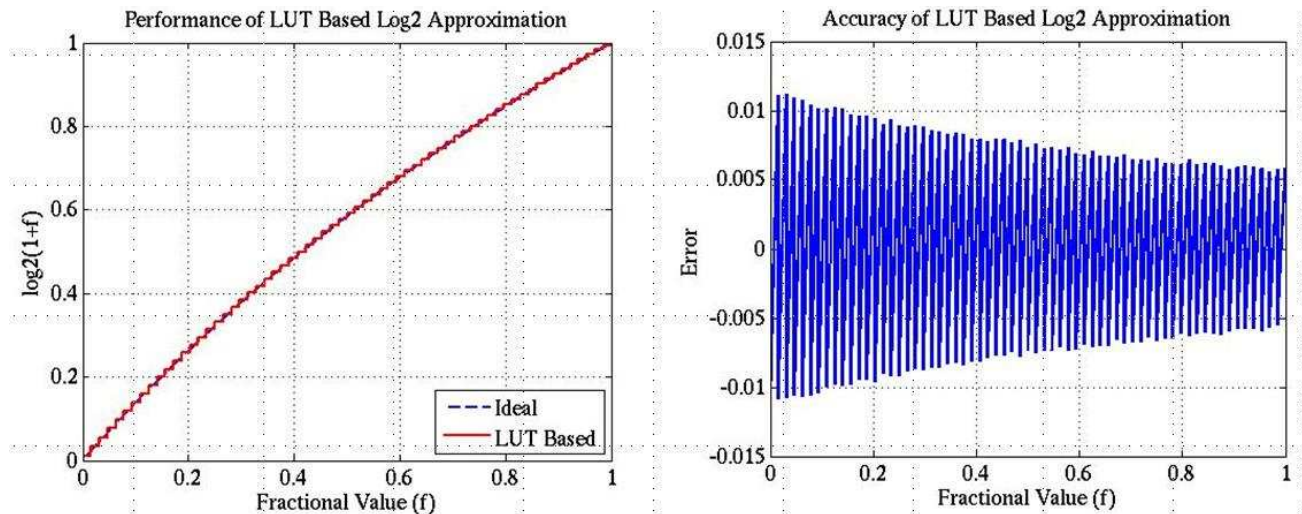 Performance of LUT Based Log2 Approximation
1
0.8
0.6
0.4
0.2
0
log2(1+f)
0 0.2 0.4 0.6 0.8 1
Fractional Value (f)
Ideal
LUT Based
Accuracy of LUT Based Log2 Approximation
0.015
0.01
0.005
0
-0.005
-0.01
-0.015
Error
0 0.2 0.4 0.6 0.8 1
Fractional Value (f)